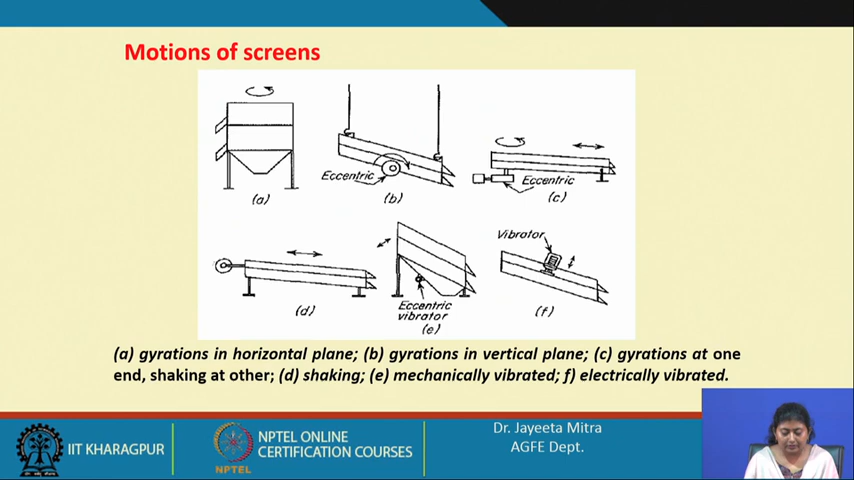 Motions of screens
(a)
Eccentric
(b)
Eccentric
(c)
(d)
Eccentric
vibrator
(e)
Vibrator
(f)
(a) gyrations in horizontal plane; (b) gyrations in vertical plane; (c) gyrations at one
end, shaking at other; (d) shaking; (e) mechanically vibrated; f) electrically vibrated.
IIT KHARAGPUR
NPTEL
NPTEL ONLINE
CERTIFICATION COURSES
Dr. Jayeeta Mitra
AGFE Dept.